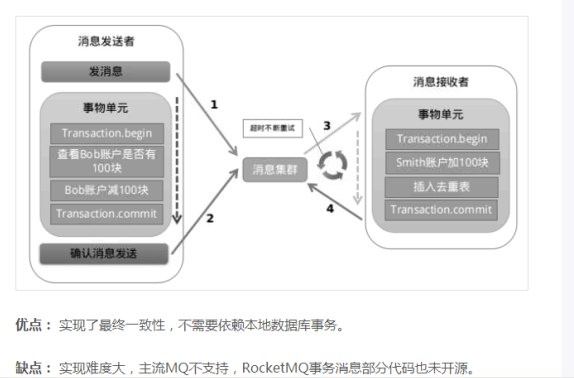 消息发送者
发消息
事物单元
Transaction.begin
查看Bob账户是否有
100块
Bob账户减100块
Transaction.commit
确认消息发送
1
2
超时不断重试
3
消息集群
4
消息接收者
事物单元
Transaction.begin
Smith账户加100块
插入去重表
Transaction.commit
优点： 实现了最终一致性，不需要依赖本地数据库事务。
缺点： 实现难度大，主流MQ不支持，RocketMQ事务消息部分代码也未开源。